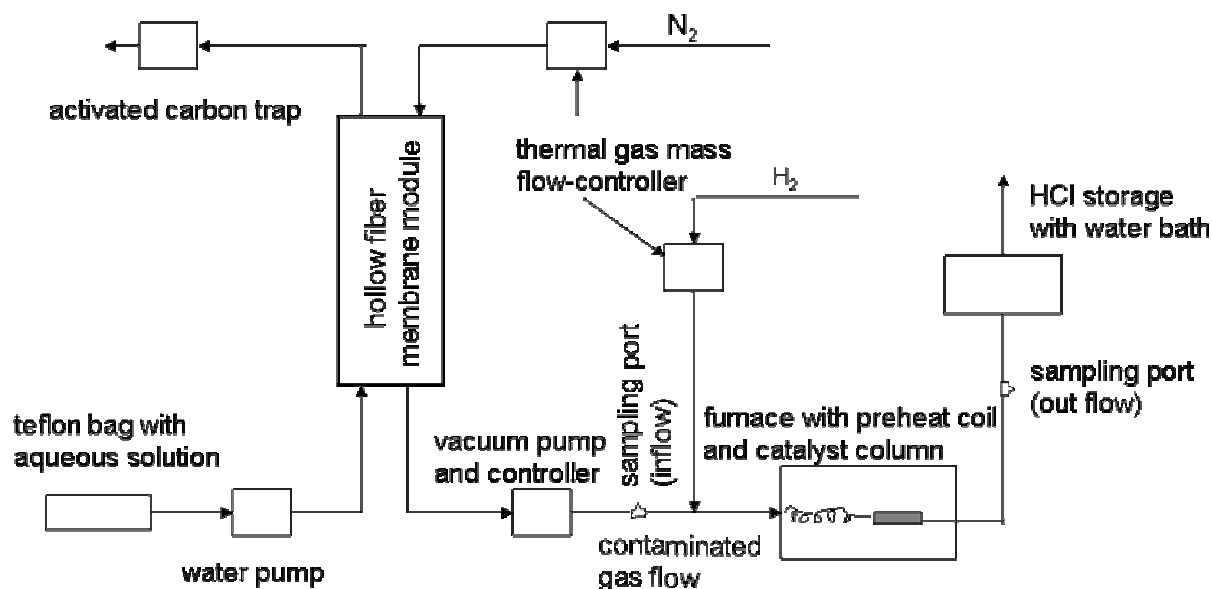 N₂
activated carbon trap
thermal gas mass
flow-controller
H₂
HCl storage
with water bath
hollow fiber
membrane module
sampling port
(inflow)
sampling port
(out flow)
teflon bag with
aqueous solution
vacuum pump
and controller
furnace with preheat coil
and catalyst column
contaminated
gas flow
water pump